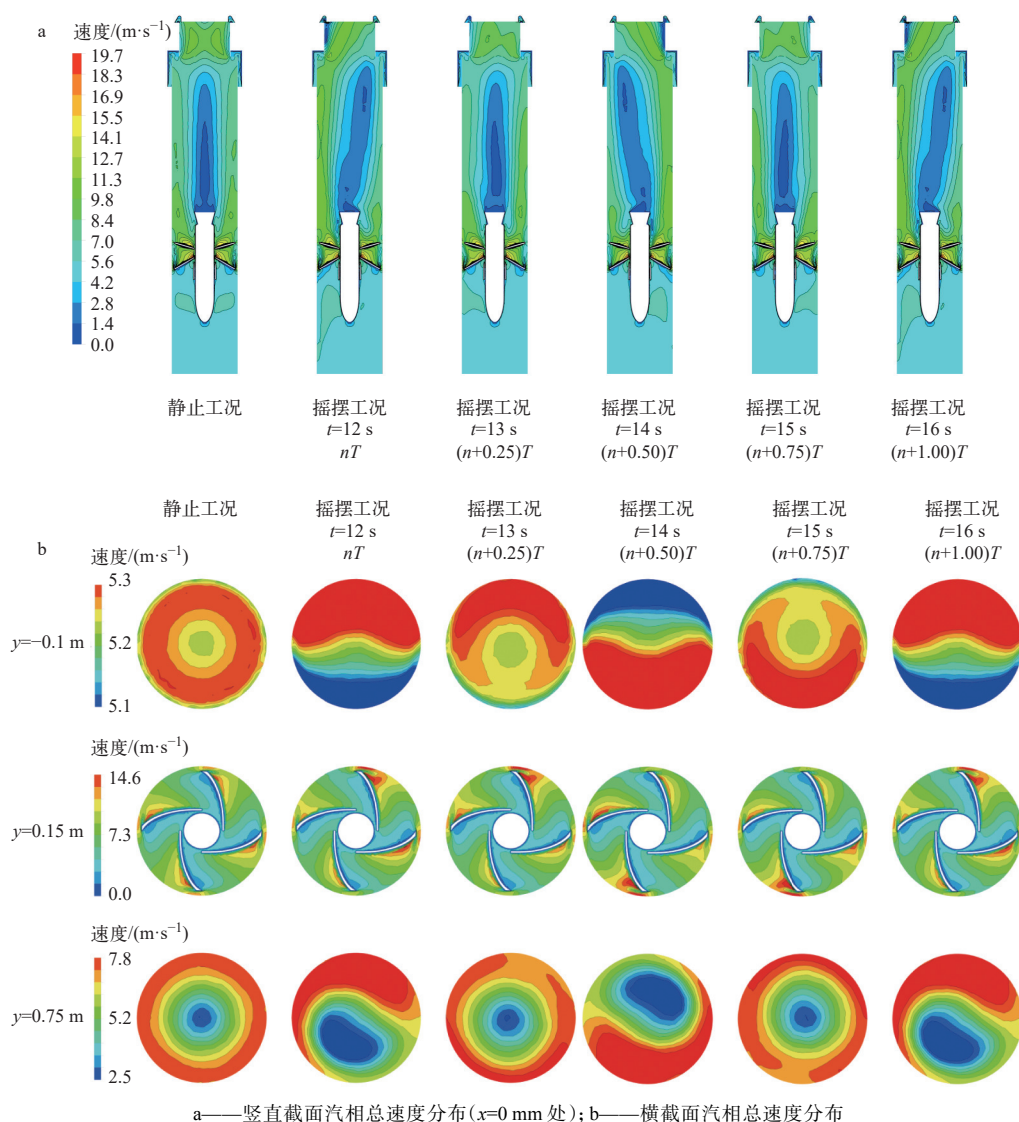 a
速度/(m·s⁻¹)
19.7
18.3
16.9
15.5
14.1
12.7
11.3
9.8
8.4
7.0
5.6
4.2
2.8
1.4
0.0
静止工况 摇摆工况 摇摆工况 摇摆工况 摇摆工况 摇摆工况
t=12 s t=13 s t=14 s t=15 s t=16 s
nT (n+0.25)T (n+0.50)T (n+0.75)T (n+1.00)T
静止工况 摇摆工况 摇摆工况 摇摆工况 摇摆工况 摇摆工况
t=12 s t=13 s t=14 s t=15 s t=16 s
nT (n+0.25)T (n+0.50)T (n+0.75)T (n+1.00)T
b
速度/(m·s⁻¹)
5.3
y=−0.1 m 5.2
5.1
速度/(m·s⁻¹)
14.6
y=0.15 m 7.3
0.0
速度/(m·s⁻¹)
7.8
y=0.75 m 5.2
2.5
a——竖直截面汽相总速度分布(x=0 mm 处); b——横截面汽相总速度分布